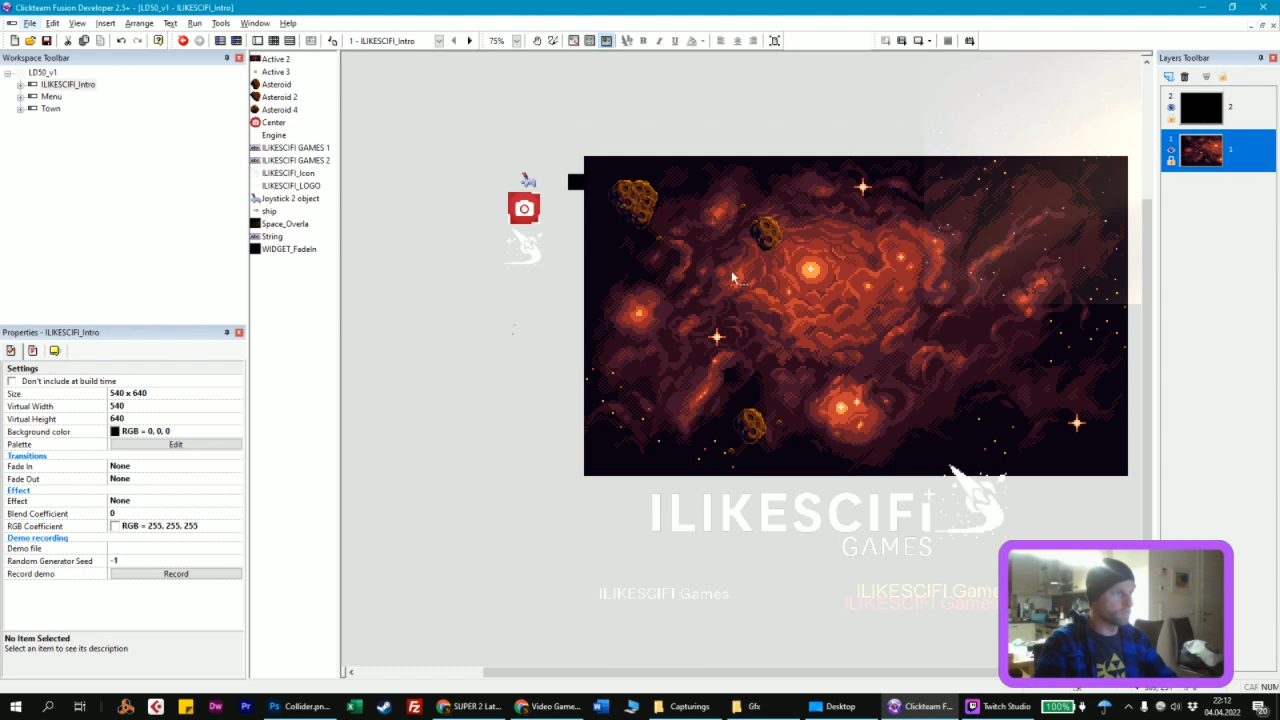 Clickteam Fusion Developer 2.5+ - [LD50_v1 - ILIKESCIFI_Intro]
File Edit View Insert Arrange Text Run Tools Window Help
1 - ILIKESCIFI_Intro 75% B I U
Workspace Toolbar
LD50_v1
ILIKESCIFI_Intro
Menu
Town
Active 2
Active 3
Asteroid
Asteroid 2
Asteroid 4
Center
Engine
ILIKESCIFI GAMES 1
ILIKESCIFI GAMES 2
ILIKESCIFI_Icon
ILIKESCIFI_LOGO
Joystick 2 object
ship
Space_Overla
String
WIDGET_FadeIn
Layers Toolbar
2
2
1
1
Properties - ILIKESCIFI_Intro
Settings
Don't include at build time
Size 540 x 640
Virtual Width 540
Virtual Height 640
Background color RGB = 0, 0, 0
Palette Edit
Transitions
Fade In None
Fade Out None
Effect
Effect None
Blend Coefficient 0
RGB Coefficient RGB = 255, 255, 255
Demo recording
Demo file
Random Generator Seed -1
Record demo Record
No Item Selected
Select an item to see its description
ILIKESCIFI
GAMES
ILIKESCIFI Games
ILIKESCIFI Game
ILIKESCIFI Games
CAF NUM
Collider.pn... SUPER 2 Lat... Video Game... Capturings Gfx Desktop Clickteam F... Twitch Studio 100%
22:12
04.04.2022
20